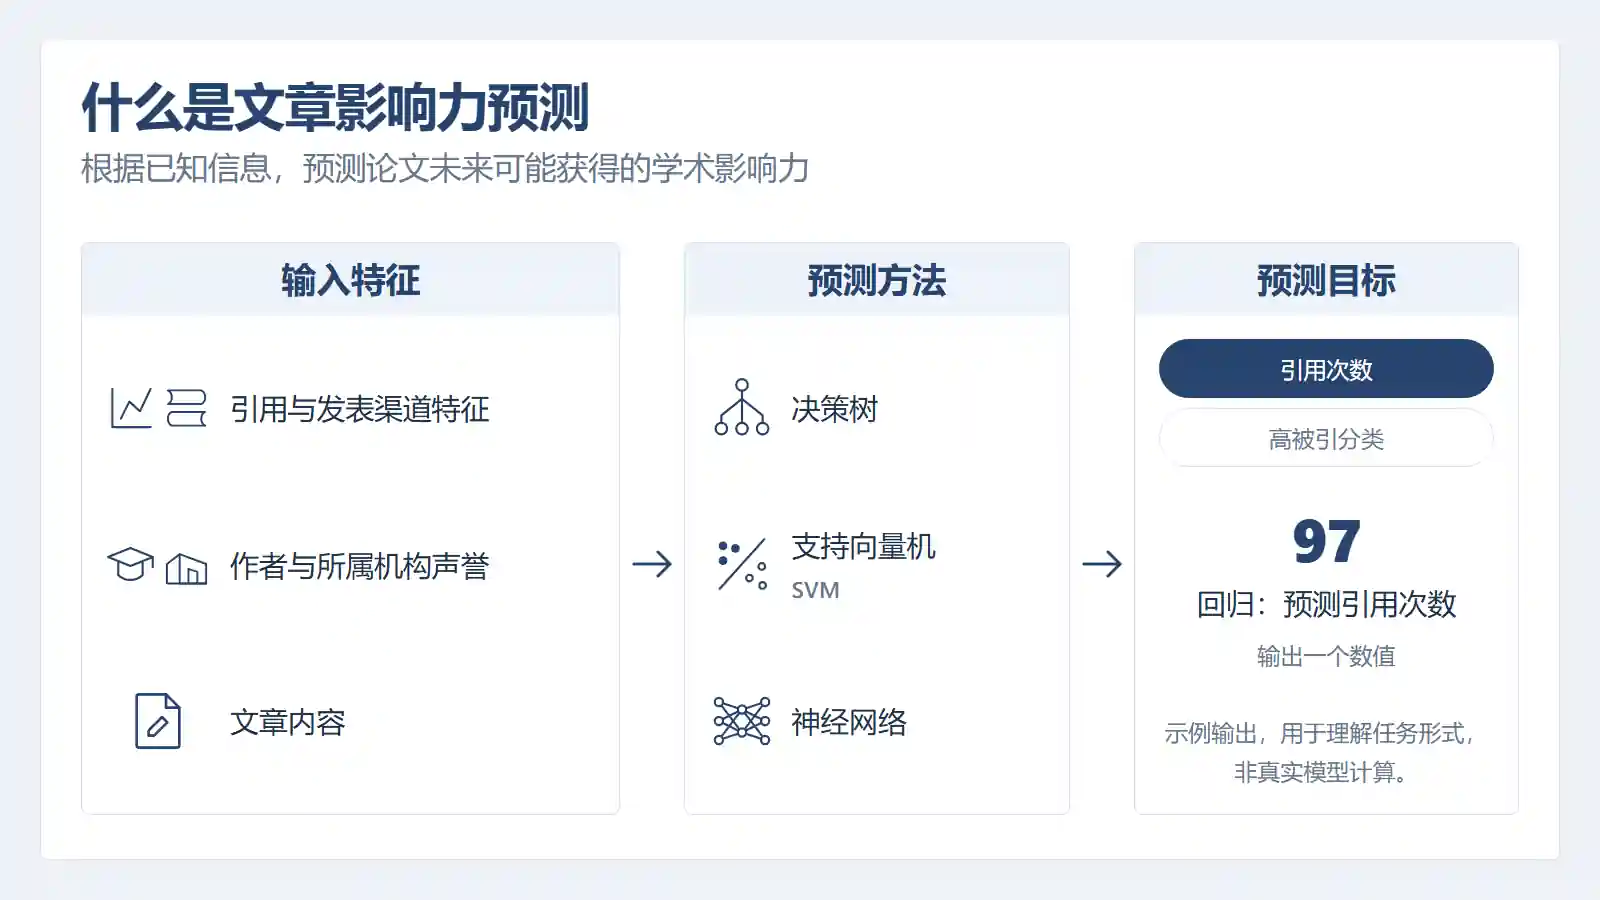 什么是文章影响力预测
根据已知信息，预测论文未来可能获得的学术影响力
输入特征
引用与发表渠道特征
作者与所属机构声誉
文章内容
预测方法
决策树
支持向量机
SVM
神经网络
预测目标
引用次数
高被引分类
97
回归：预测引用次数
输出一个数值
示例输出，用于理解任务形式，
非真实模型计算。